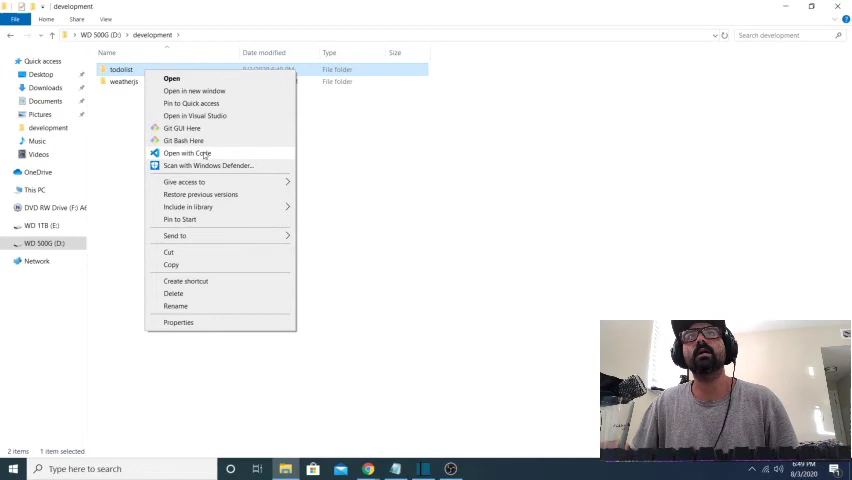 development
File
Home
Share
View
WD 500G (D:)
development
Search development
Name
Date modified
Type
Size
todolist
File folder
weatherjs
File folder
Quick access
Desktop
Downloads
Documents
Pictures
development
Music
Videos
OneDrive
This PC
DVD RW Drive (F:) A6
WD 1TB (E:)
WD 500G (D:)
Network
Open
Open in new window
Pin to Quick access
Open in Visual Studio
Git GUI Here
Git Bash Here
Open with Code
Scan with Windows Defender...
Give access to
Restore previous versions
Include in library
Pin to Start
Send to
Cut
Copy
Create shortcut
Delete
Rename
Properties
2 items
1 item selected
Type here to search
6:49 PM
8/3/2020